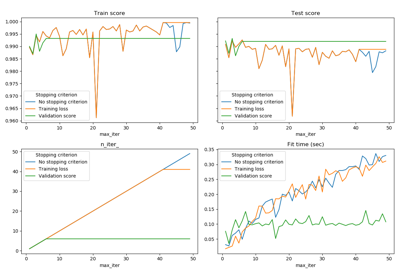 Train score
Test score
1.000
0.995
0.990
0.985
0.980
0.975
0.970
0.965
0.960
Stopping criterion
No stopping criterion
Training loss
Validation score
Stopping criterion
No stopping criterion
Training loss
Validation score
0 10 20 30 40 50
0 10 20 30 40 50
max_iter
max_iter
n_iter_
Fit time (sec)
50
40
30
20
10
0
0.35
0.30
0.25
0.20
0.15
0.10
0.05
Stopping criterion
No stopping criterion
Training loss
Validation score
Stopping criterion
No stopping criterion
Training loss
Validation score
0 10 20 30 40 50
0 10 20 30 40 50
max_iter
max_iter